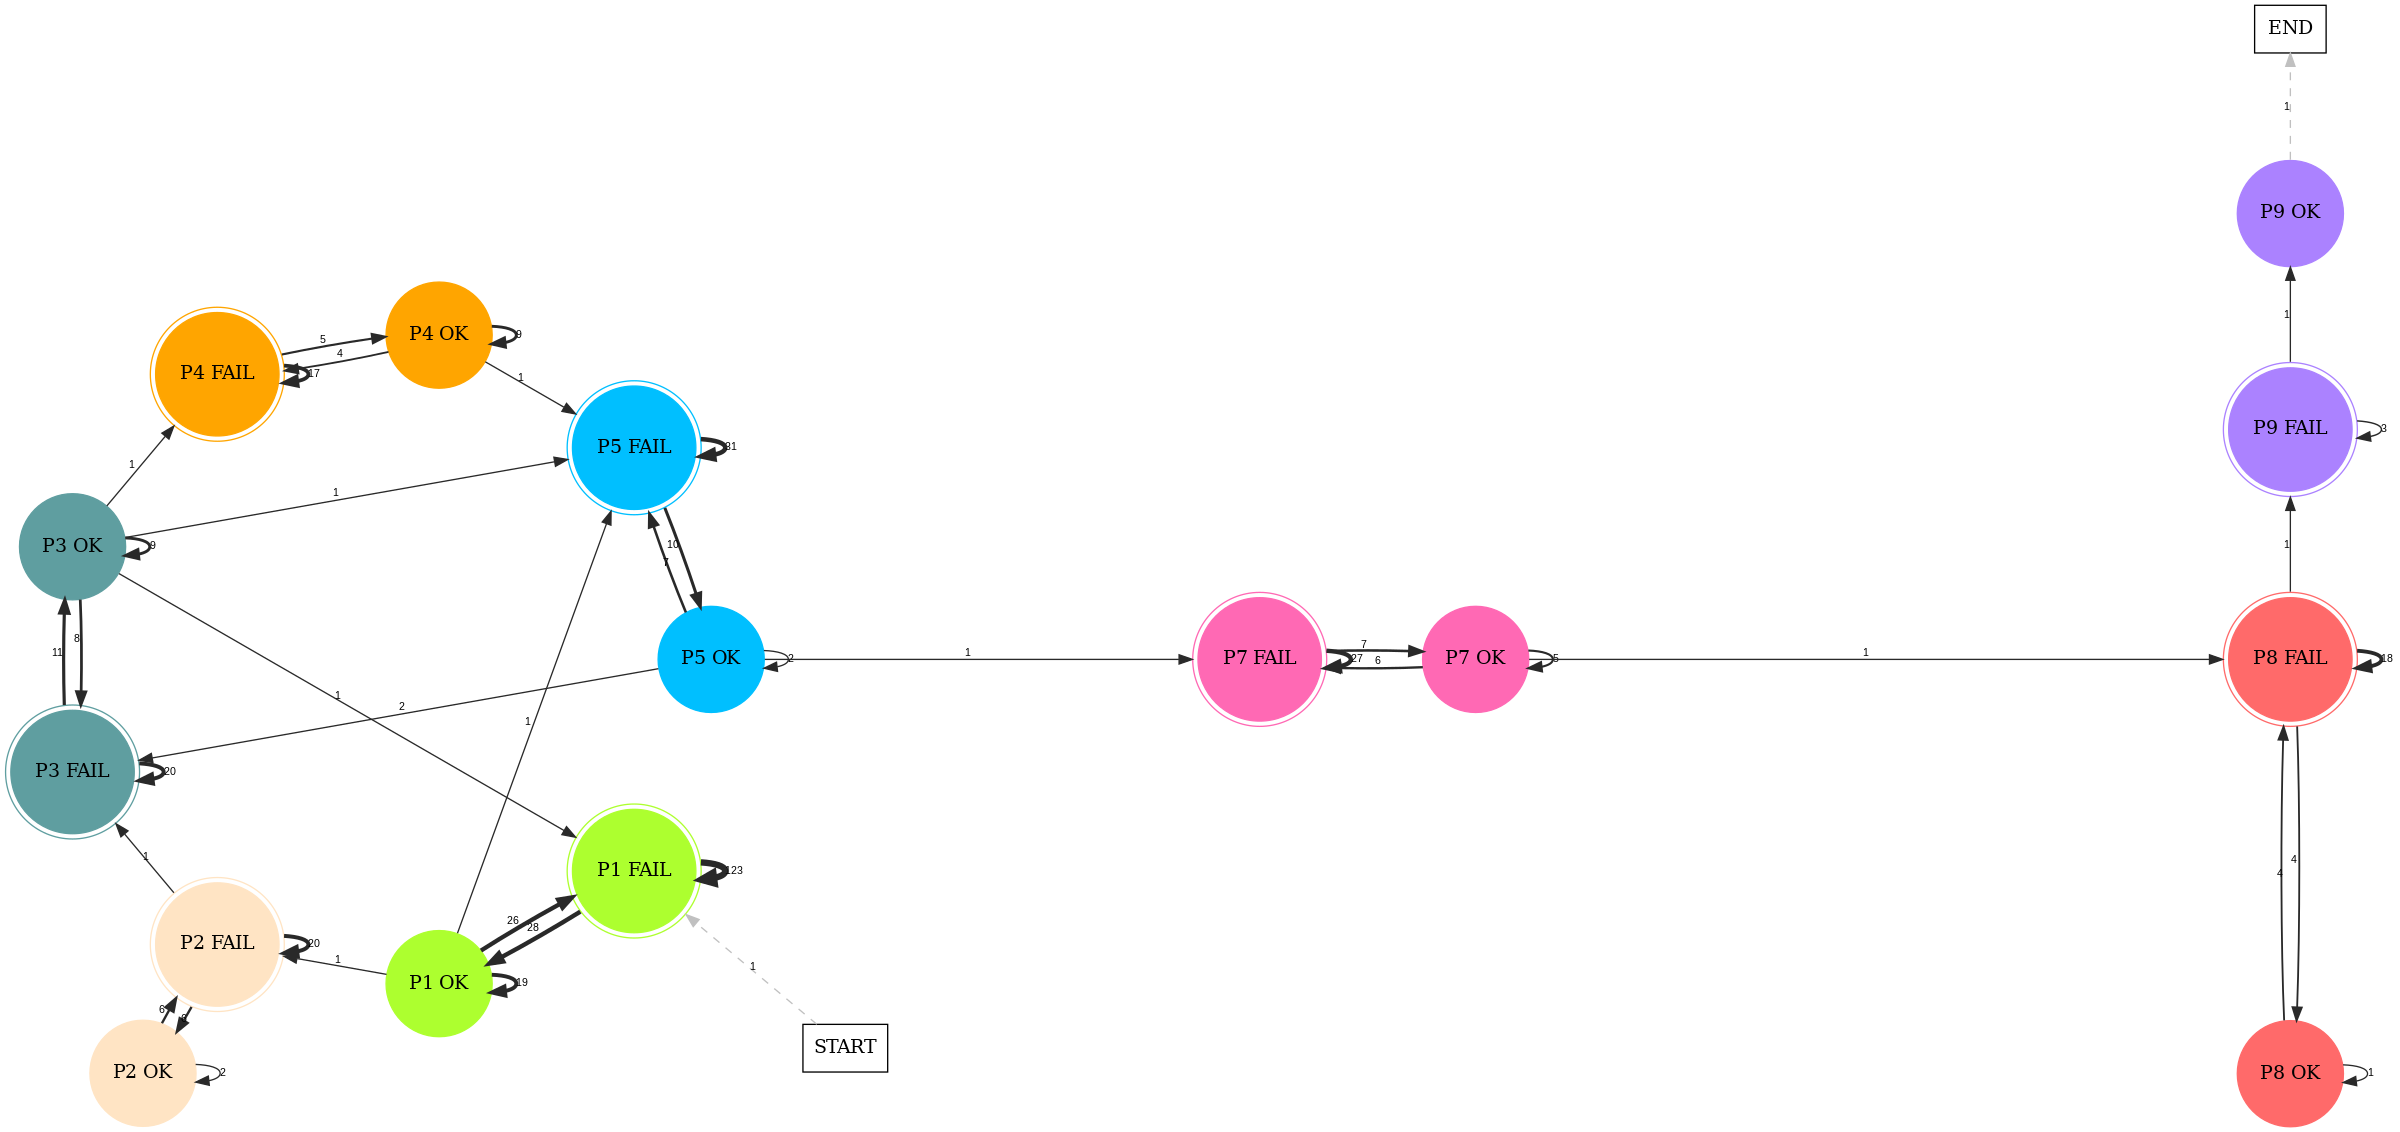 END
1
P9 OK
1
P4 OK
9
5
4
P4 FAIL
17
1
P9 FAIL
3
P5 FAIL
31
1
1
P3 OK
9
10
7
1
8
11
P5 OK
2
1
P7 FAIL
27
7
6
P7 OK
5
1
P8 FAIL
18
1
2
1
P3 FAIL
20
1
P1 FAIL
123
4
4
26
28
P2 FAIL
20
1
1
P1 OK
19
6
START
P2 OK
2
P8 OK
1